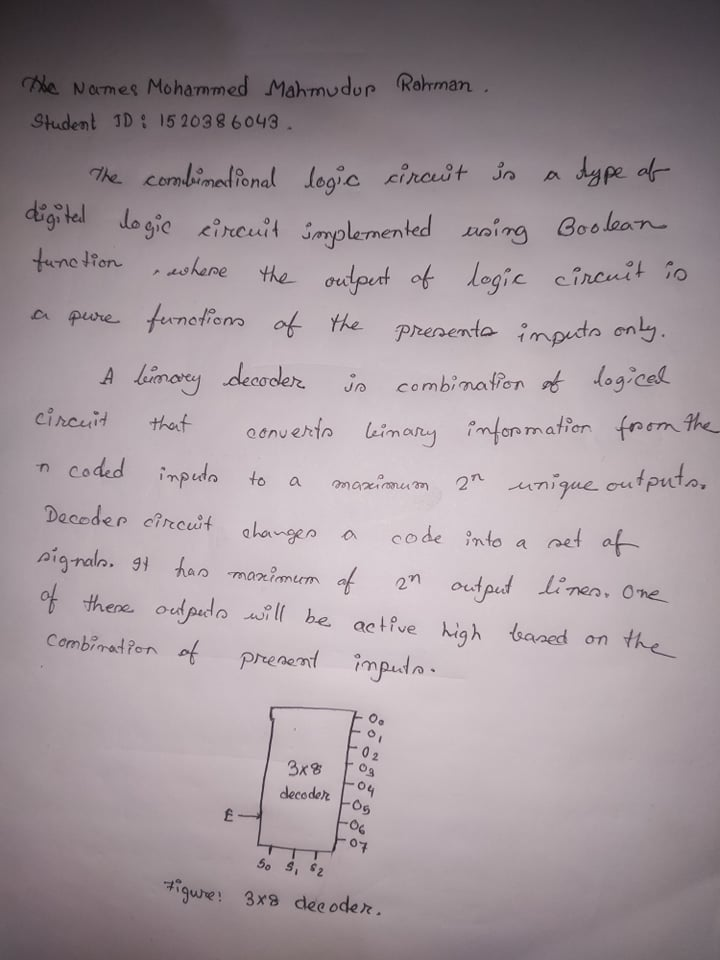 The Names Mohammed Mahmudur Rahman.
Student ID: 1520386043.
The combinational logic circuit is a type of
digital logic circuit implemented using Boolean
function, where the output of logic circuit is
a pure functions of the presents inputs only.
A binary decoder is combination of logical
circuit that converts binary information from the
n coded inputs to a maximum 2ⁿ unique outputs.
Decoder circuit changes a code into a set of
signals. It has maximum of 2ⁿ output lines. One
of these outputs will be active high based on the
combination of present inputs.
O₀
O₁
O₂
3x8 O₃
decoder O₄
O₅
E O₆
O₇
S₀ S₁ S₂
Figure: 3x8 decoder.